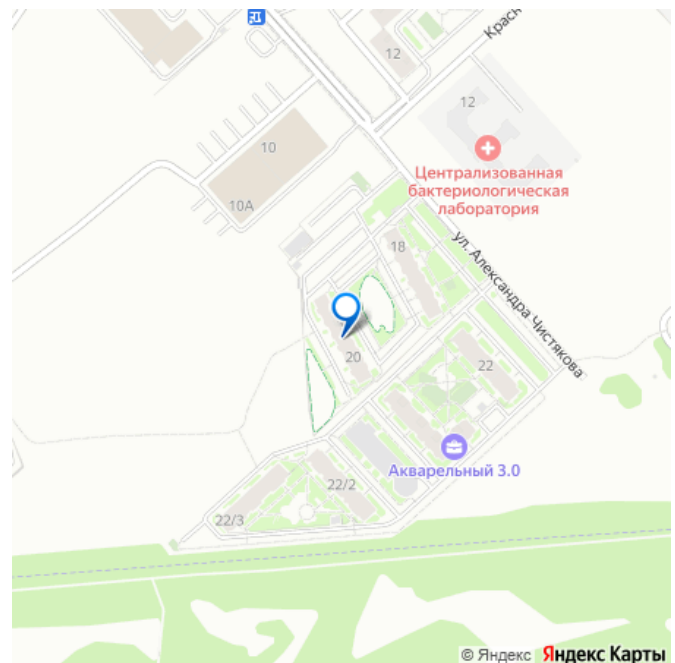 12
Красн
12
10
Централизованная
бактериологическая
лаборатория
10А
18
ул. Александра Чистякова
20
22
Акварельный 3.0
22/2
22/3
© Яндекс Яндекс Карты